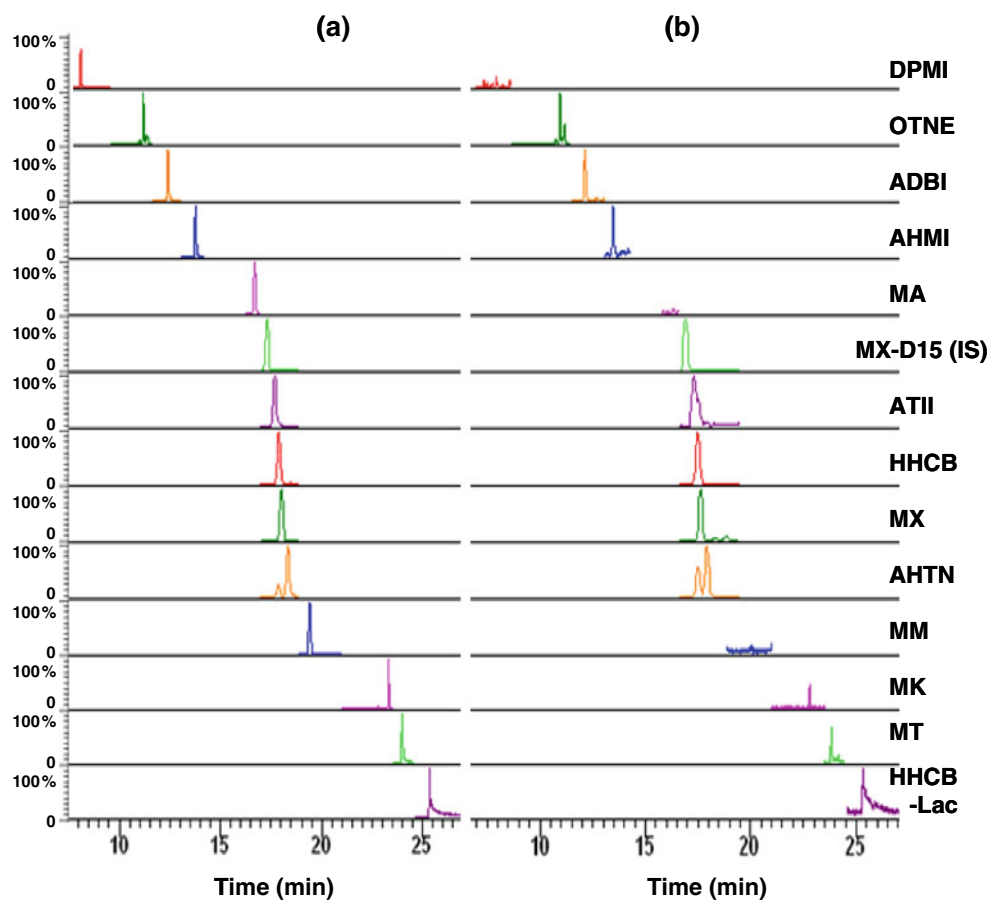 (a) (b)
100% 0 DPMI
100% 0 OTNE
100% 0 ADBI
100% 0 AHMI
100% 0 MA
100% 0 MX-D15 (IS)
100% 0 ATII
100% 0 HHCB
100% 0 MX
100% 0 AHTN
100% 0 MM
100% 0 MK
100% 0 MT
100% 0 HHCB
-Lac
10 15 20 25 10 15 20 25
Time (min) Time (min)